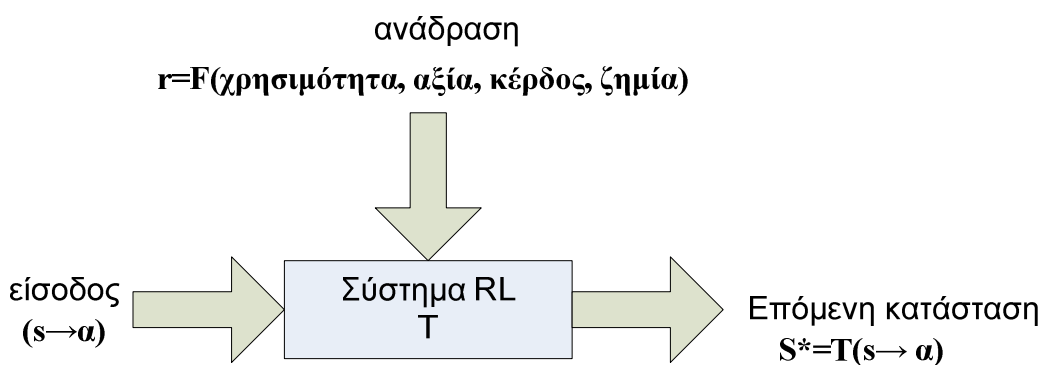 ανάδραση
r=F(χρησιμότητα, αξία, κέρδος, ζημία)
είσοδος
(s→α)
Σύστημα RL
T
Επόμενη κατάσταση
S*=T(s→ α)